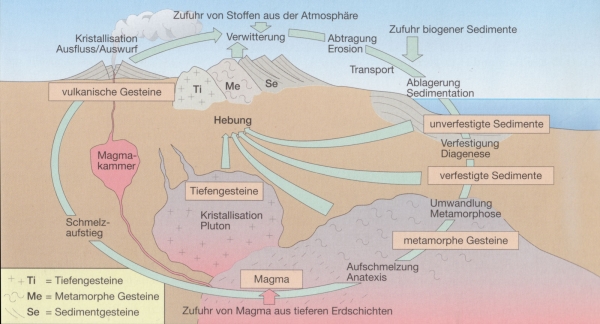 Zufuhr von Stoffen aus der Atmosphäre
Kristallisation
Ausfluss/Auswurf
Verwitterung
Abtragung
Erosion
Zufuhr biogener Sedimente
Transport
Ablagerung
Sedimentation
vulkanische Gesteine
Ti
Me
Se
Hebung
unverfestigte Sedimente
Verfestigung
Diagenese
Magma-
kammer
verfestigte Sedimente
Tiefengesteine
Kristallisation
Pluton
Umwandlung
Metamorphose
Schmelz-
aufstieg
metamorphe Gesteine
Aufschmelzung
Anatexis
Magma
Zufuhr von Magma aus tieferen Erdschichten
Ti = Tiefengesteine
Me = Metamorphe Gesteine
Se = Sedimentgesteine